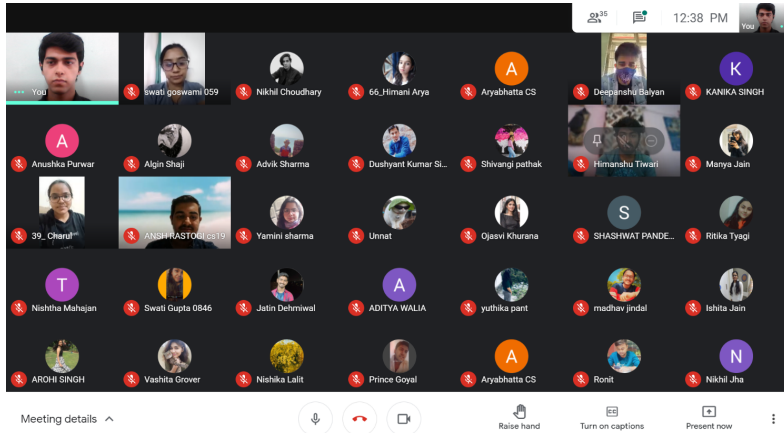 35
12:38 PM
You
You
swati goswami 059
Nikhil Choudhary
66_Himani Arya
A
Aryabhatta CS
Deepanshu Balyan
K
KANIKA SINGH
A
Anushka Purwar
Algin Shaji
Advik Sharma
Dushyant Kumar Si...
Shivangi pathak
Himanshu Tiwari
Manya Jain
39_ Charul
ANSH RASTOGI cs19
Yamini sharma
Unnat
Ojasvi Khurana
S
SHASHWAT PANDE...
Ritika Tyagi
T
Nishtha Mahajan
Swati Gupta 0846
Jatin Dehmiwal
A
ADITYA WALIA
yuthika pant
madhav jindal
Ishita Jain
AROHI SINGH
Vashita Grover
Nishika Lalit
Prince Goyal
A
Aryabhatta CS
Ronit
N
Nikhil Jha
Meeting details
Raise hand
CC
Turn on captions
Present now